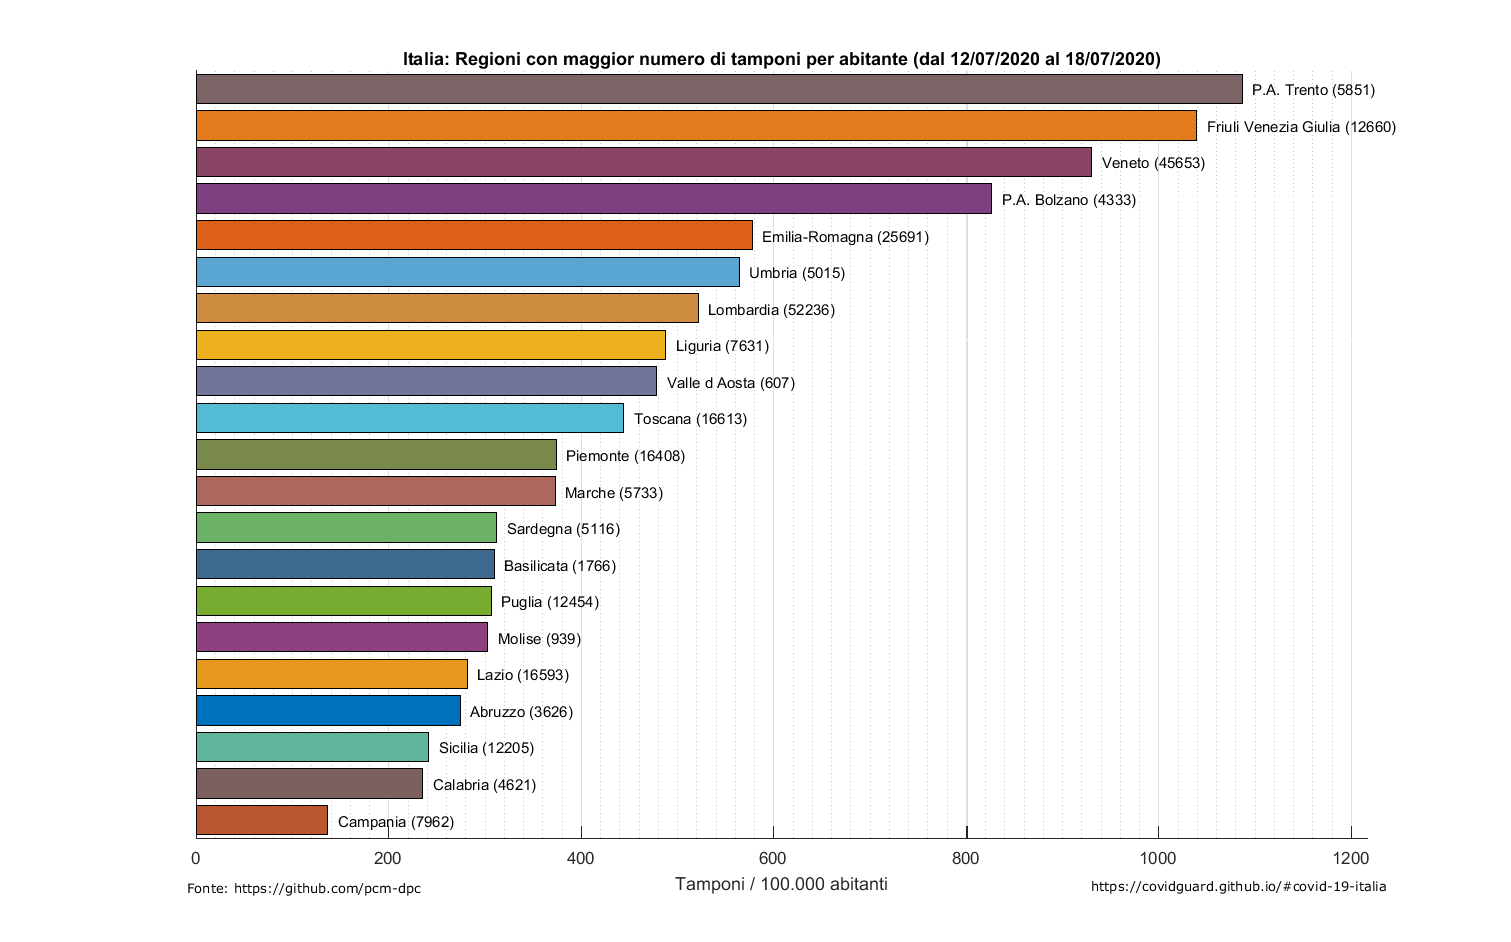 Italia: Regioni con maggior numero di tamponi per abitante (dal 12/07/2020 al 18/07/2020)
P.A. Trento (5851)
Friuli Venezia Giulia (12660)
Veneto (45653)
P.A. Bolzano (4333)
Emilia-Romagna (25691)
Umbria (5015)
Lombardia (52236)
Liguria (7631)
Valle d Aosta (607)
Toscana (16613)
Piemonte (16408)
Marche (5733)
Sardegna (5116)
Basilicata (1766)
Puglia (12454)
Molise (939)
Lazio (16593)
Abruzzo (3626)
Sicilia (12205)
Calabria (4621)
Campania (7962)
0 200 400 600 800 1000 1200
Tamponi / 100.000 abitanti
Fonte: https://github.com/pcm-dpc
https://covidguard.github.io/#covid-19-italia